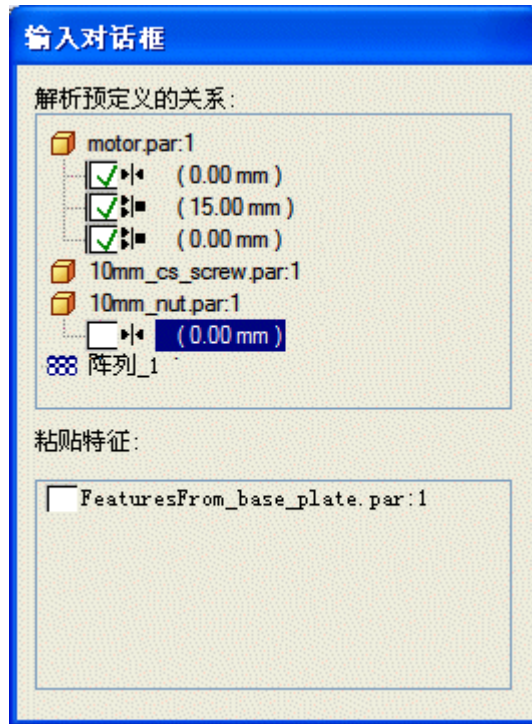 输入对话框
解析预定义的关系:
motor.par:1
( 0.00 mm )
( 15.00 mm )
( 0.00 mm )
10mm_cs_screw.par:1
10mm_nut.par:1
( 0.00 mm )
阵列_1
粘贴特征:
FeaturesFrom_base_plate.par:1